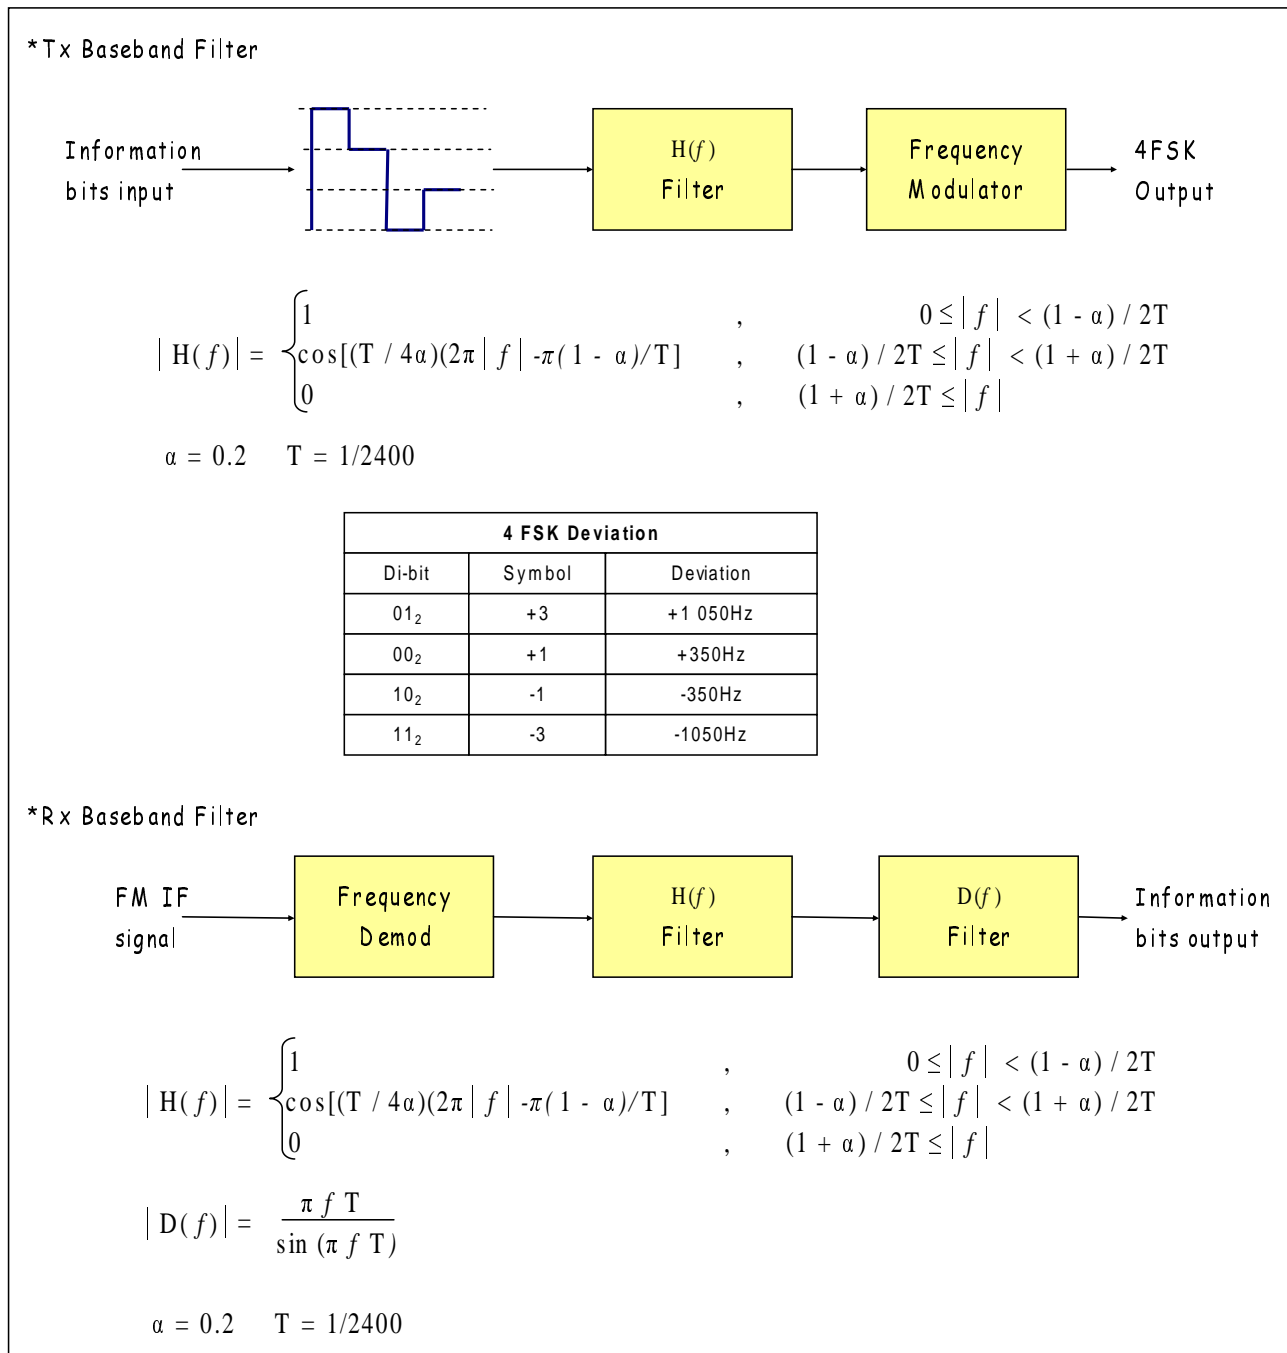 *Tx Baseband Filter
Information
bits input
H(f)
Filter
Frequency
Modulator
4FSK
Output
| H(f)| = { 1 , 0 ≤ | f | < (1 - α) / 2T
cos[(T / 4α)(2π | f | -π(1 - α)/T] , (1 - α) / 2T ≤ | f | < (1 + α) / 2T
0 , (1 + α) / 2T ≤ | f |
α = 0.2 T = 1/2400
4 FSK Deviation
Di-bit Symbol Deviation
01₂ +3 +1 050Hz
00₂ +1 +350Hz
10₂ -1 -350Hz
11₂ -3 -1050Hz
*Rx Baseband Filter
FM IF
signal
Frequency
Demod
H(f)
Filter
D(f)
Filter
Information
bits output
| H(f)| = { 1 , 0 ≤ | f | < (1 - α) / 2T
cos[(T / 4α)(2π | f | -π(1 - α)/T] , (1 - α) / 2T ≤ | f | < (1 + α) / 2T
0 , (1 + α) / 2T ≤ | f |
| D(f)| = π f T / sin (π f T)
α = 0.2 T = 1/2400